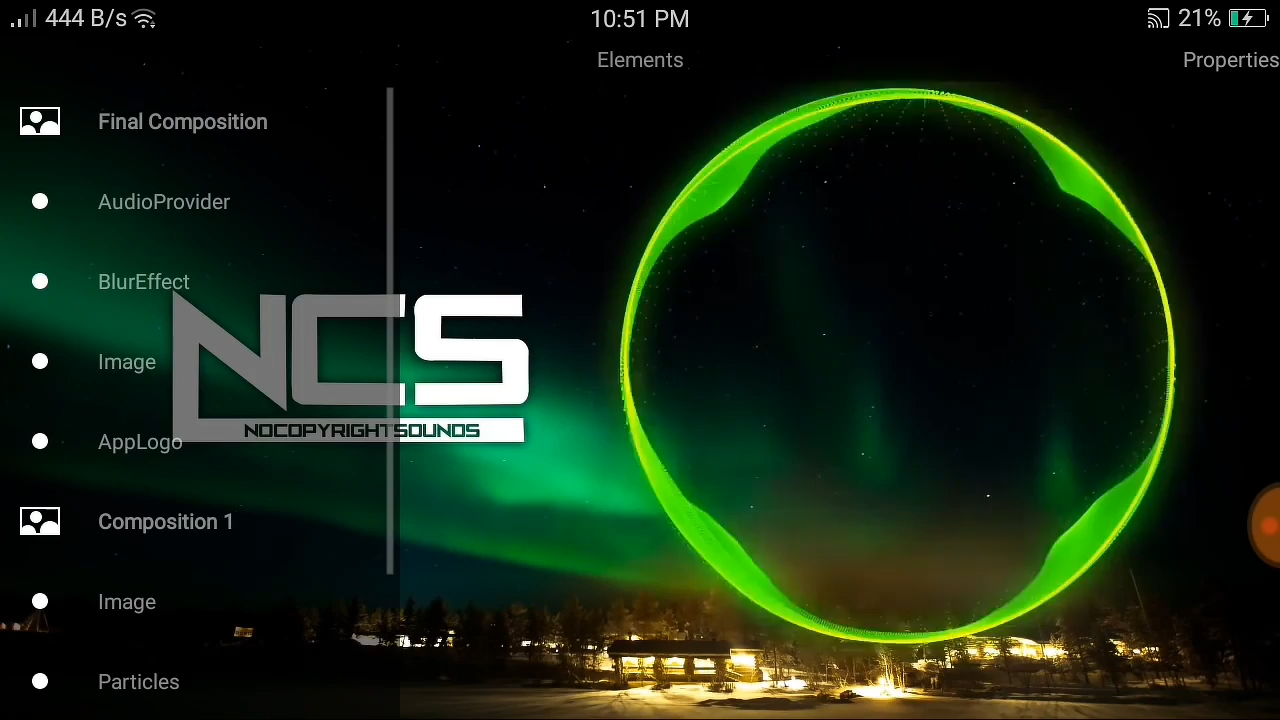 444 B/s
10:51 PM
21%
Elements
Properties
Final Composition
AudioProvider
BlurEffect
Image
NCS
NOCOPYRIGHTSOUNDS
AppLogo
Composition 1
Image
Particles